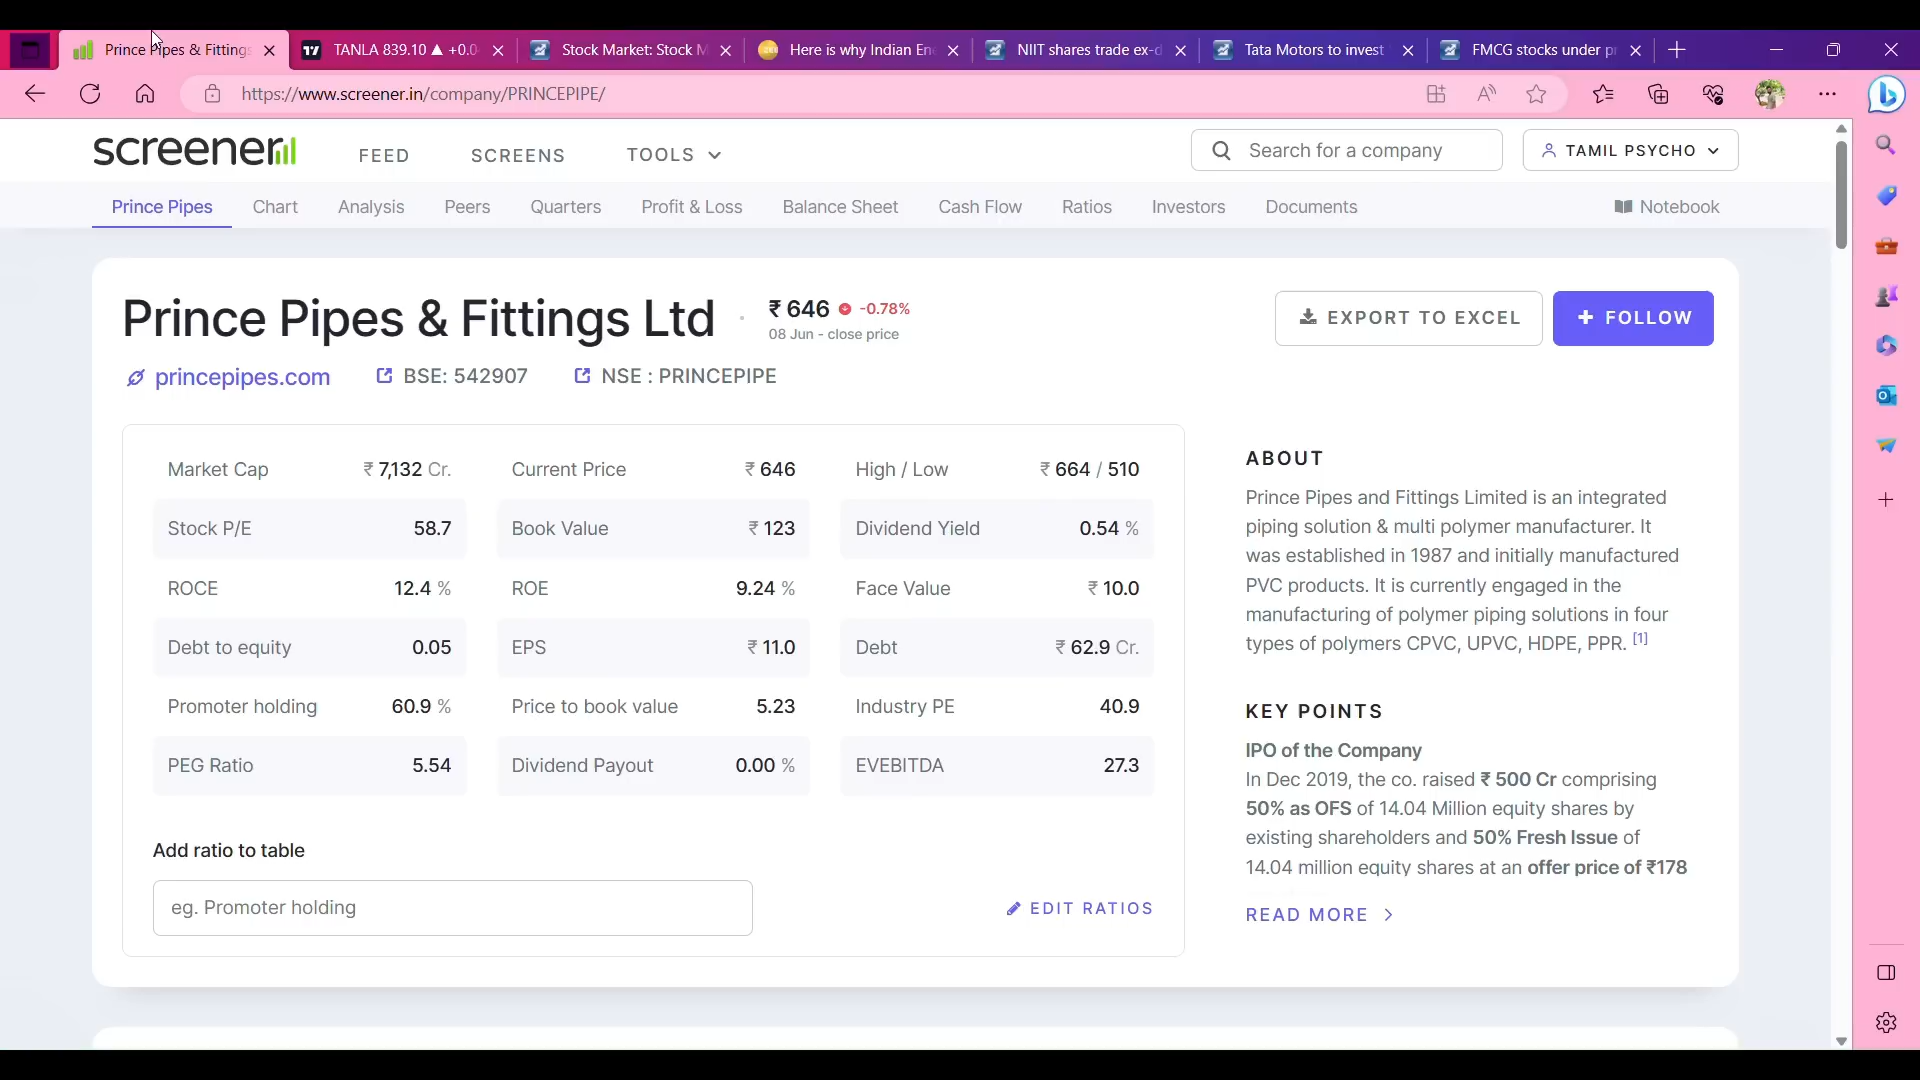 Prince Pipes & Fittings
TANLA 839.10 ▲ +0.0
Stock Market: Stock M
Here is why Indian En
NIIT shares trade ex-d
Tata Motors to invest
FMCG stocks under pr
https://www.screener.in/company/PRINCEPIPE/
screener
FEED
SCREENS
TOOLS
Search for a company
TAMIL PSYCHO
Prince Pipes
Chart
Analysis
Peers
Quarters
Profit & Loss
Balance Sheet
Cash Flow
Ratios
Investors
Documents
Notebook
Prince Pipes & Fittings Ltd
₹ 646 -0.78%
08 Jun - close price
EXPORT TO EXCEL
+ FOLLOW
princepipes.com
BSE: 542907
NSE : PRINCEPIPE
Market Cap ₹ 7,132 Cr.
Current Price ₹ 646
High / Low ₹ 664 / 510
Stock P/E 58.7
Book Value ₹ 123
Dividend Yield 0.54 %
ROCE 12.4 %
ROE 9.24 %
Face Value ₹ 10.0
Debt to equity 0.05
EPS ₹ 11.0
Debt ₹ 62.9 Cr.
Promoter holding 60.9 %
Price to book value 5.23
Industry PE 40.9
PEG Ratio 5.54
Dividend Payout 0.00 %
EVEBITDA 27.3
Add ratio to table
eg. Promoter holding
EDIT RATIOS
ABOUT
Prince Pipes and Fittings Limited is an integrated
piping solution & multi polymer manufacturer. It
was established in 1987 and initially manufactured
PVC products. It is currently engaged in the
manufacturing of polymer piping solutions in four
types of polymers CPVC, UPVC, HDPE, PPR. [1]
KEY POINTS
IPO of the Company
In Dec 2019, the co. raised ₹ 500 Cr comprising
50% as OFS of 14.04 Million equity shares by
existing shareholders and 50% Fresh Issue of
14.04 million equity shares at an offer price of ₹178
READ MORE